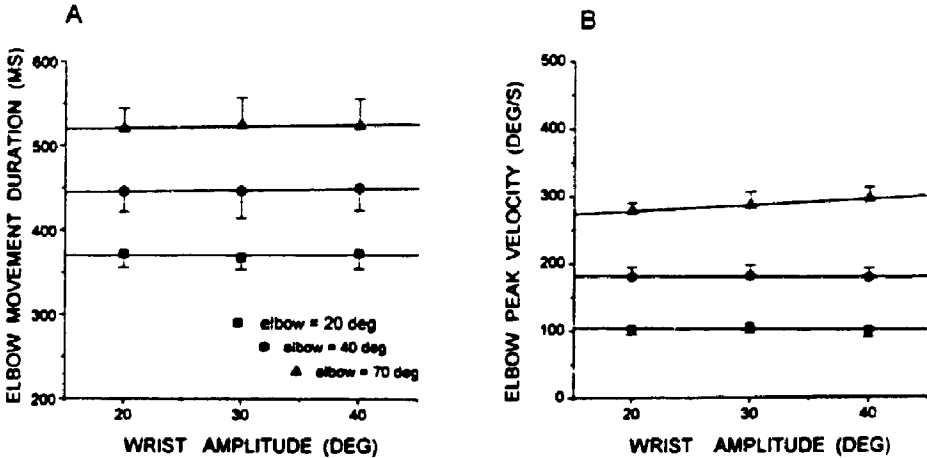 A
ELBOW MOVEMENT DURATION (MS)
600
500
400
300
200
20
30
40
WRIST AMPLITUDE (DEG)
elbow = 20 deg
elbow = 40 deg
elbow = 70 deg
B
ELBOW PEAK VELOCITY (DEG/S)
500
400
300
200
100
0
20
30
40
WRIST AMPLITUDE (DEG)